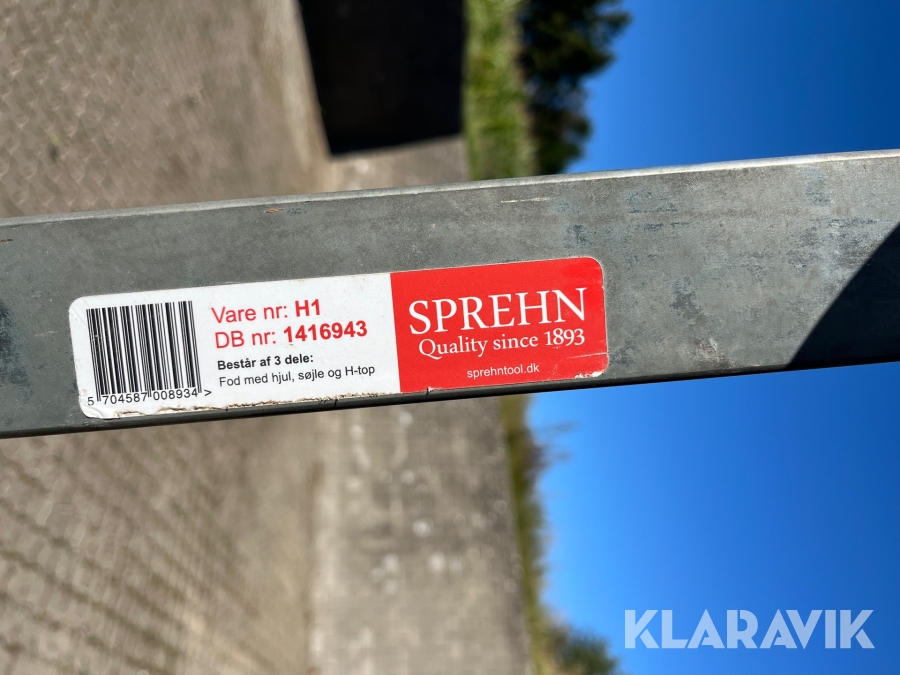 Vare nr: H1
DB nr: 1416943
Består af 3 dele:
Fod med hjul, søjle og H-top
5 704587 008934 >
SPREHN
Quality since 1893
sprehntool.dk
KLARAVIK